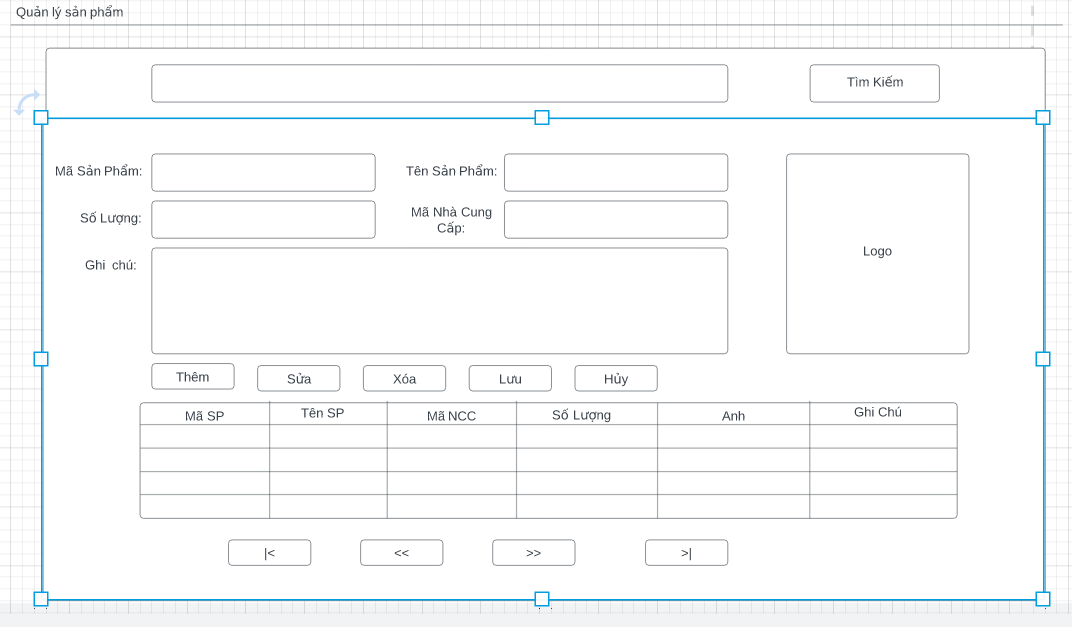 Quản lý sản phẩm
Tìm Kiếm
Mã Sản Phẩm:
Tên Sản Phẩm:
Số Lượng:
Mã Nhà Cung
Cấp:
Ghi chú:
Logo
Thêm
Sửa
Xóa
Lưu
Hủy
Mã SP
Tên SP
Mã NCC
Số Lượng
Anh
Ghi Chú
|<
<<
>>
>|